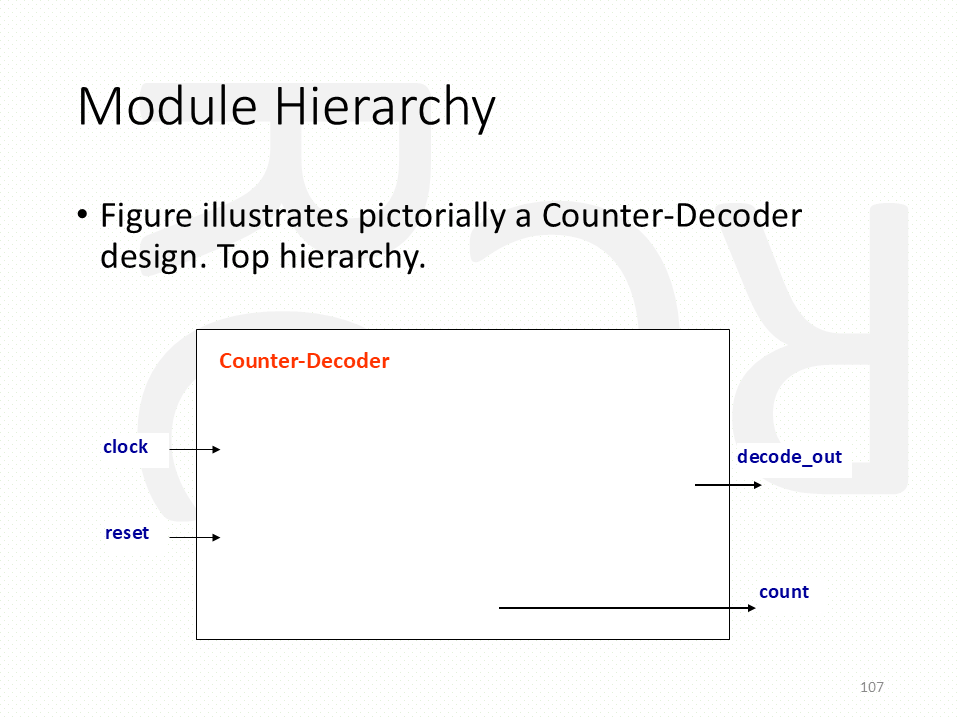 Module Hierarchy
• Figure illustrates pictorially a Counter-Decoder
design. Top hierarchy.
Counter-Decoder
clock
decode_out
reset
count
107